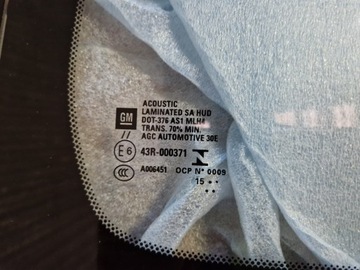 ACOUSTIC
LAMINATED SA HUD
GM DOT-376 AS1 MLH4
// TRANS. 70% MIN.
AGC AUTOMOTIVE 30E
E6 43R-000371
CCC A006451 OCP N° 0009
15